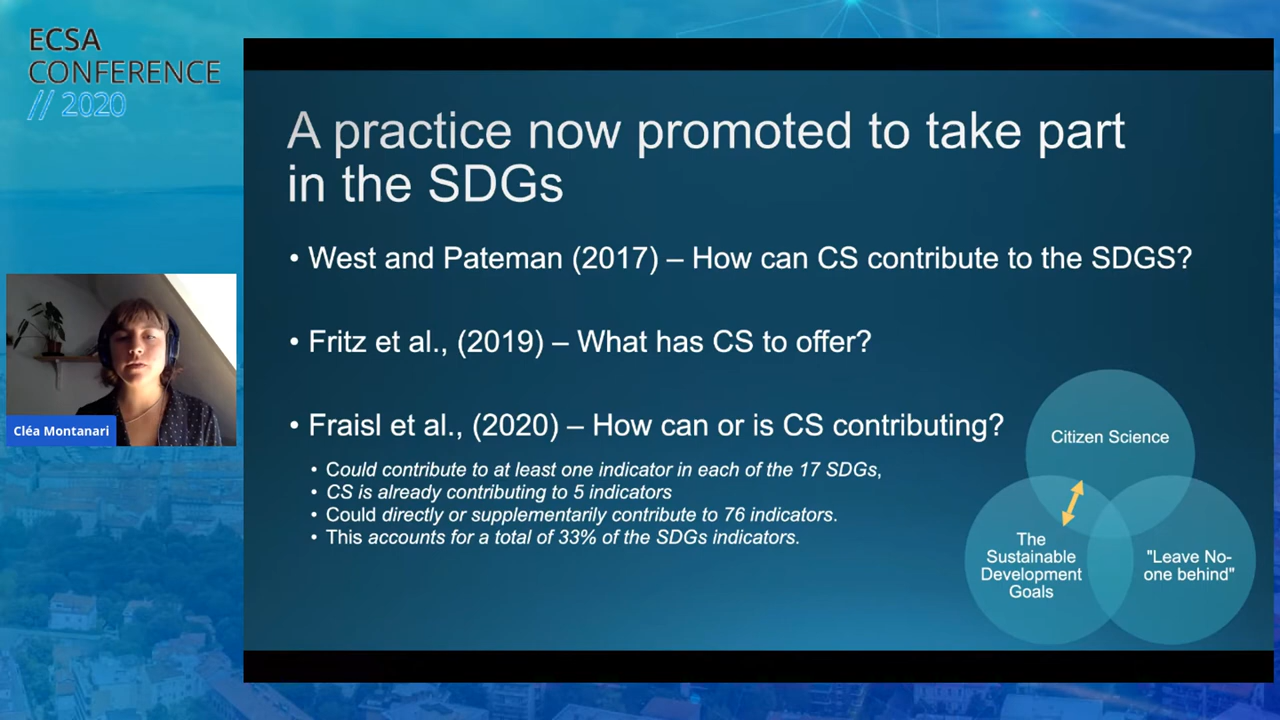 ECSA
CONFERENCE
// 2020
A practice now promoted to take part
in the SDGs
• West and Pateman (2017) – How can CS contribute to the SDGS?
• Fritz et al., (2019) – What has CS to offer?
• Fraisl et al., (2020) – How can or is CS contributing?
• Could contribute to at least one indicator in each of the 17 SDGs,
• CS is already contributing to 5 indicators
• Could directly or supplementarily contribute to 76 indicators.
• This accounts for a total of 33% of the SDGs indicators.
Citizen Science
The
Sustainable
Development
Goals
"Leave No-
one behind"
Cléa Montanari